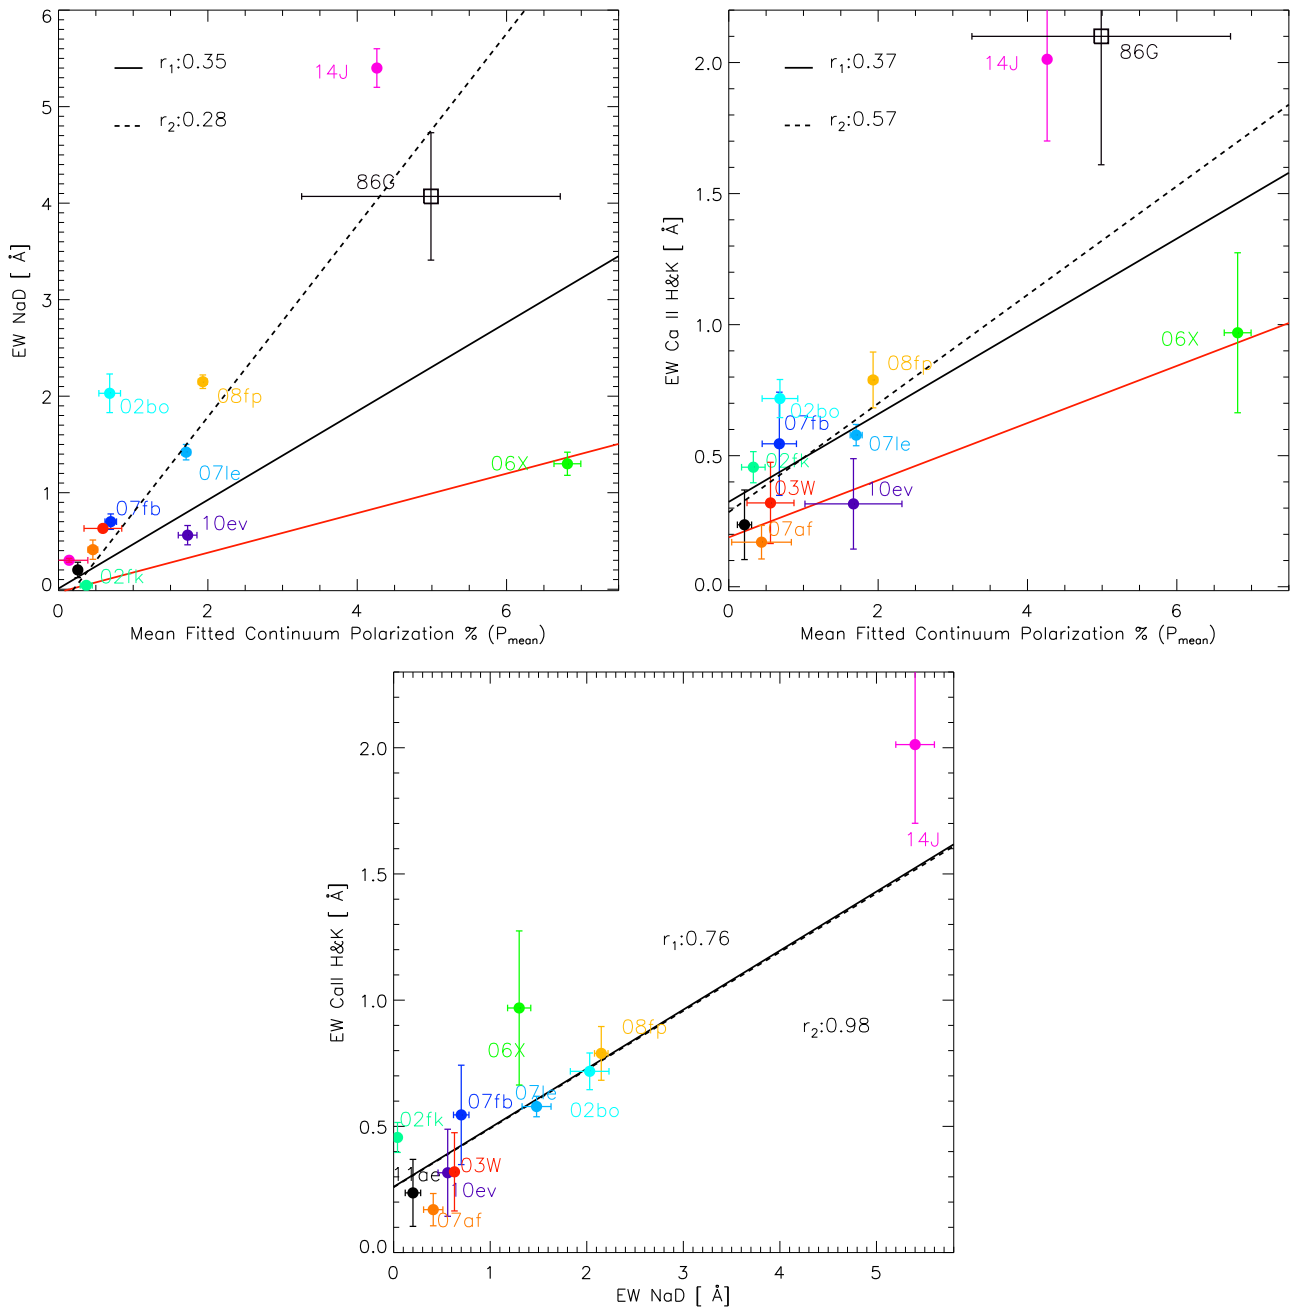 6
5
4
3
2
1
0
EW NaD [ Å]
r1:0.35
r2:0.28
14J
86G
08fp
02bo
07le
06X
07fb
10ev
02fk
0 2 4 6
Mean Fitted Continuum Polarization % (Pmean)
2.0
1.5
1.0
0.5
0.0
EW Ca II H&K [ Å]
r1:0.37
r2:0.57
14J
86G
06X
08fp
02bo
07fb
07le
02fk
03W
10ev
07af
0 2 4 6
Mean Fitted Continuum Polarization % (Pmean)
2.0
1.5
1.0
0.5
0.0
EW CaII H&K [ Å]
14J
r1:0.76
r2:0.98
08fp
06X
07le
07fb
02bo
02fk
11ae
03W
10ev
07af
0 1 2 3 4 5
EW NaD [ Å]